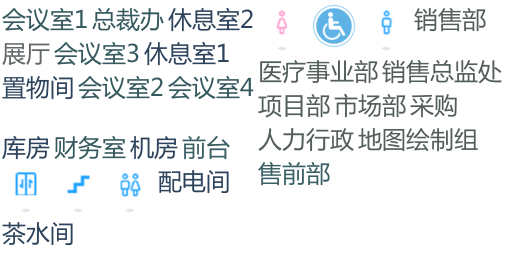 会议室1 总裁办 休息室2
展厅 会议室3 休息室1
置物间 会议室2 会议室4
库房 财务室 机房 前台
配电间
茶水间
销售部
医疗事业部 销售总监处
项目部 市场部 采购
人力行政 地图绘制组
售前部